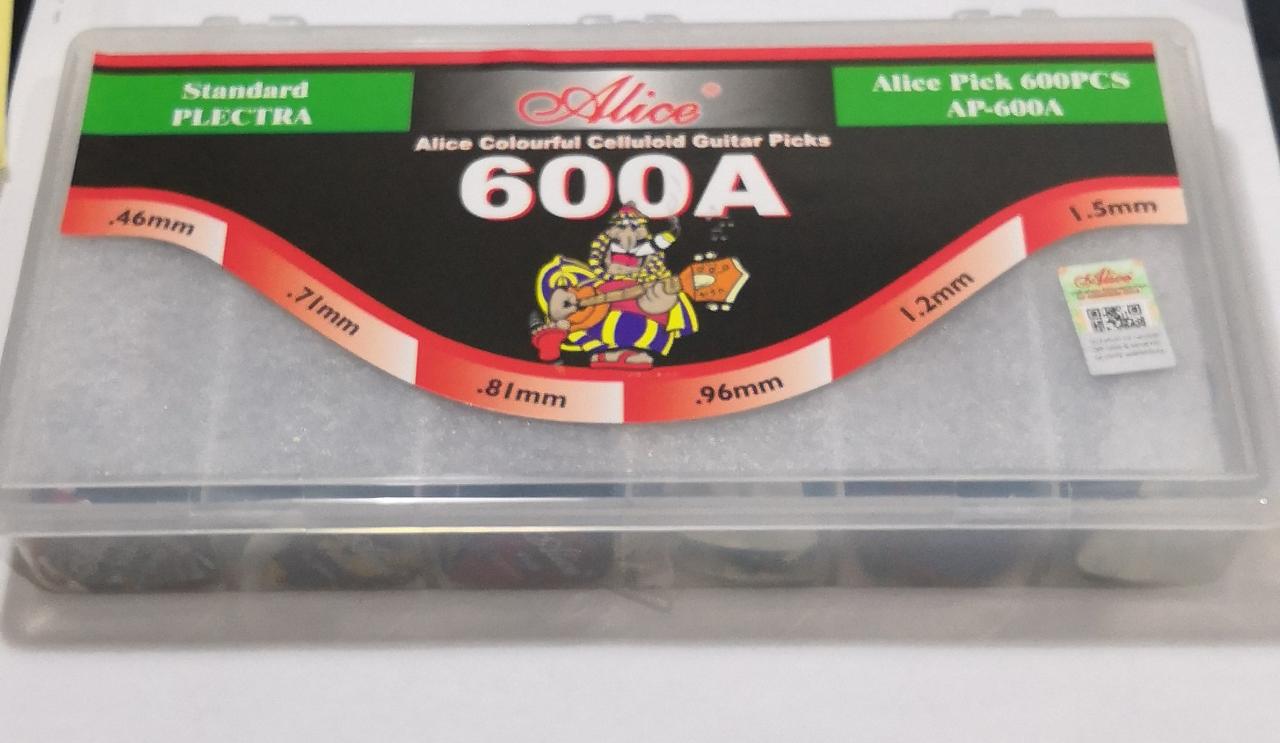 Standard
PLECTRA
Alice®
Alice Pick 600PCS
AP-600A
Alice Colourful Celluloid Guitar Picks
600A
.46mm
.71mm
.81mm
.96mm
1.2mm
1.5mm
Alice